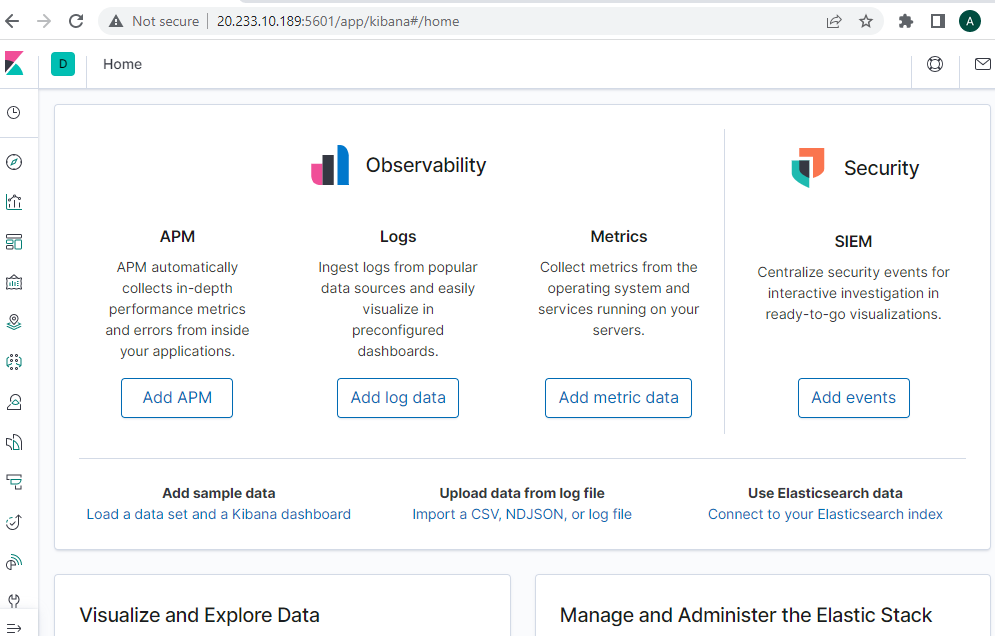 Not secure
20.233.10.189:5601/app/kibana#/home
A
D
Home
Observability
Security
APM
APM automatically
collects in-depth
performance metrics
and errors from inside
your applications.
Add APM
Logs
Ingest logs from popular
data sources and easily
visualize in
preconfigured
dashboards.
Add log data
Metrics
Collect metrics from the
operating system and
services running on your
servers.
Add metric data
SIEM
Centralize security events for
interactive investigation in
ready-to-go visualizations.
Add events
Add sample data
Load a data set and a Kibana dashboard
Upload data from log file
Import a CSV, NDJSON, or log file
Use Elasticsearch data
Connect to your Elasticsearch index
Visualize and Explore Data
Manage and Administer the Elastic Stack